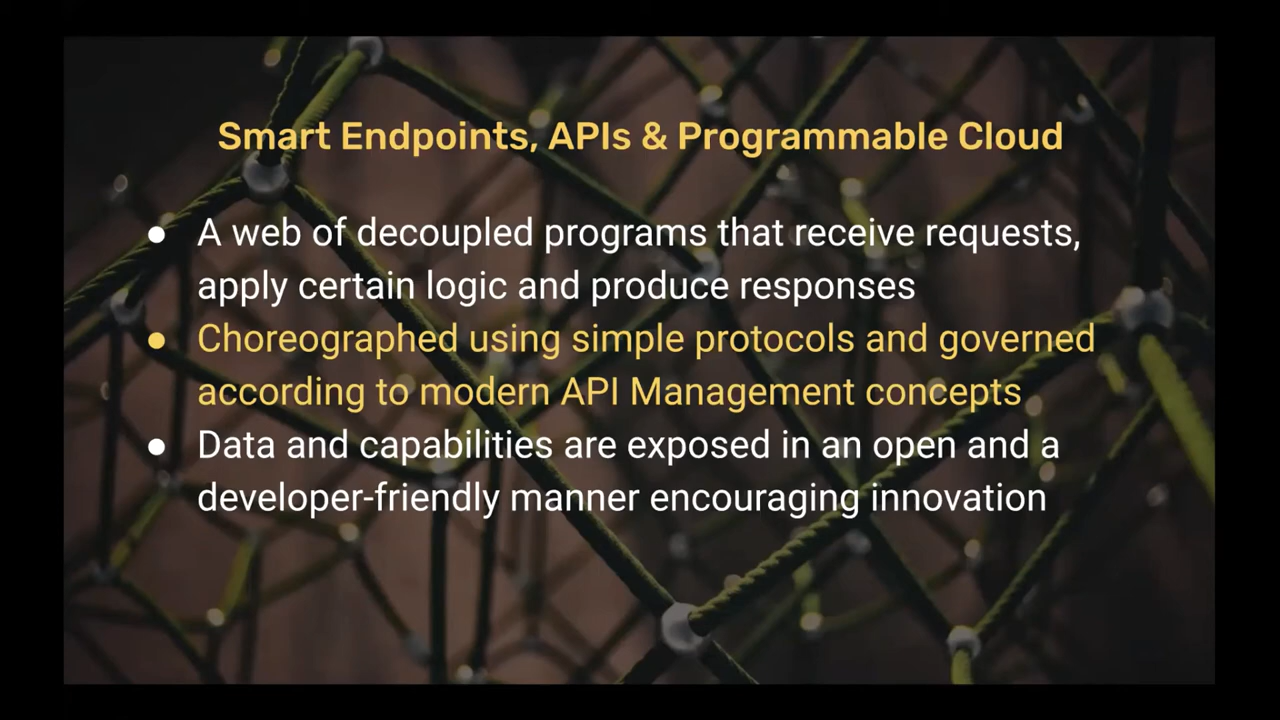 Smart Endpoints, APIs & Programmable Cloud
● A web of decoupled programs that receive requests,
apply certain logic and produce responses
● Choreographed using simple protocols and governed
according to modern API Management concepts
● Data and capabilities are exposed in an open and a
developer-friendly manner encouraging innovation